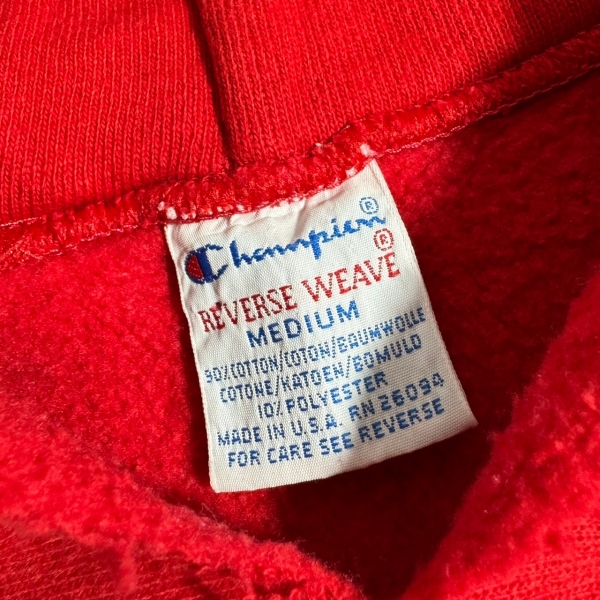 Champion®
REVERSE WEAVE®
MEDIUM
90% COTTON/COTON/BAUMWOLLE
COTONE/KATOEN/BOMULD
10% POLYESTER
MADE IN U.S.A. RN 26094
FOR CARE SEE REVERSE